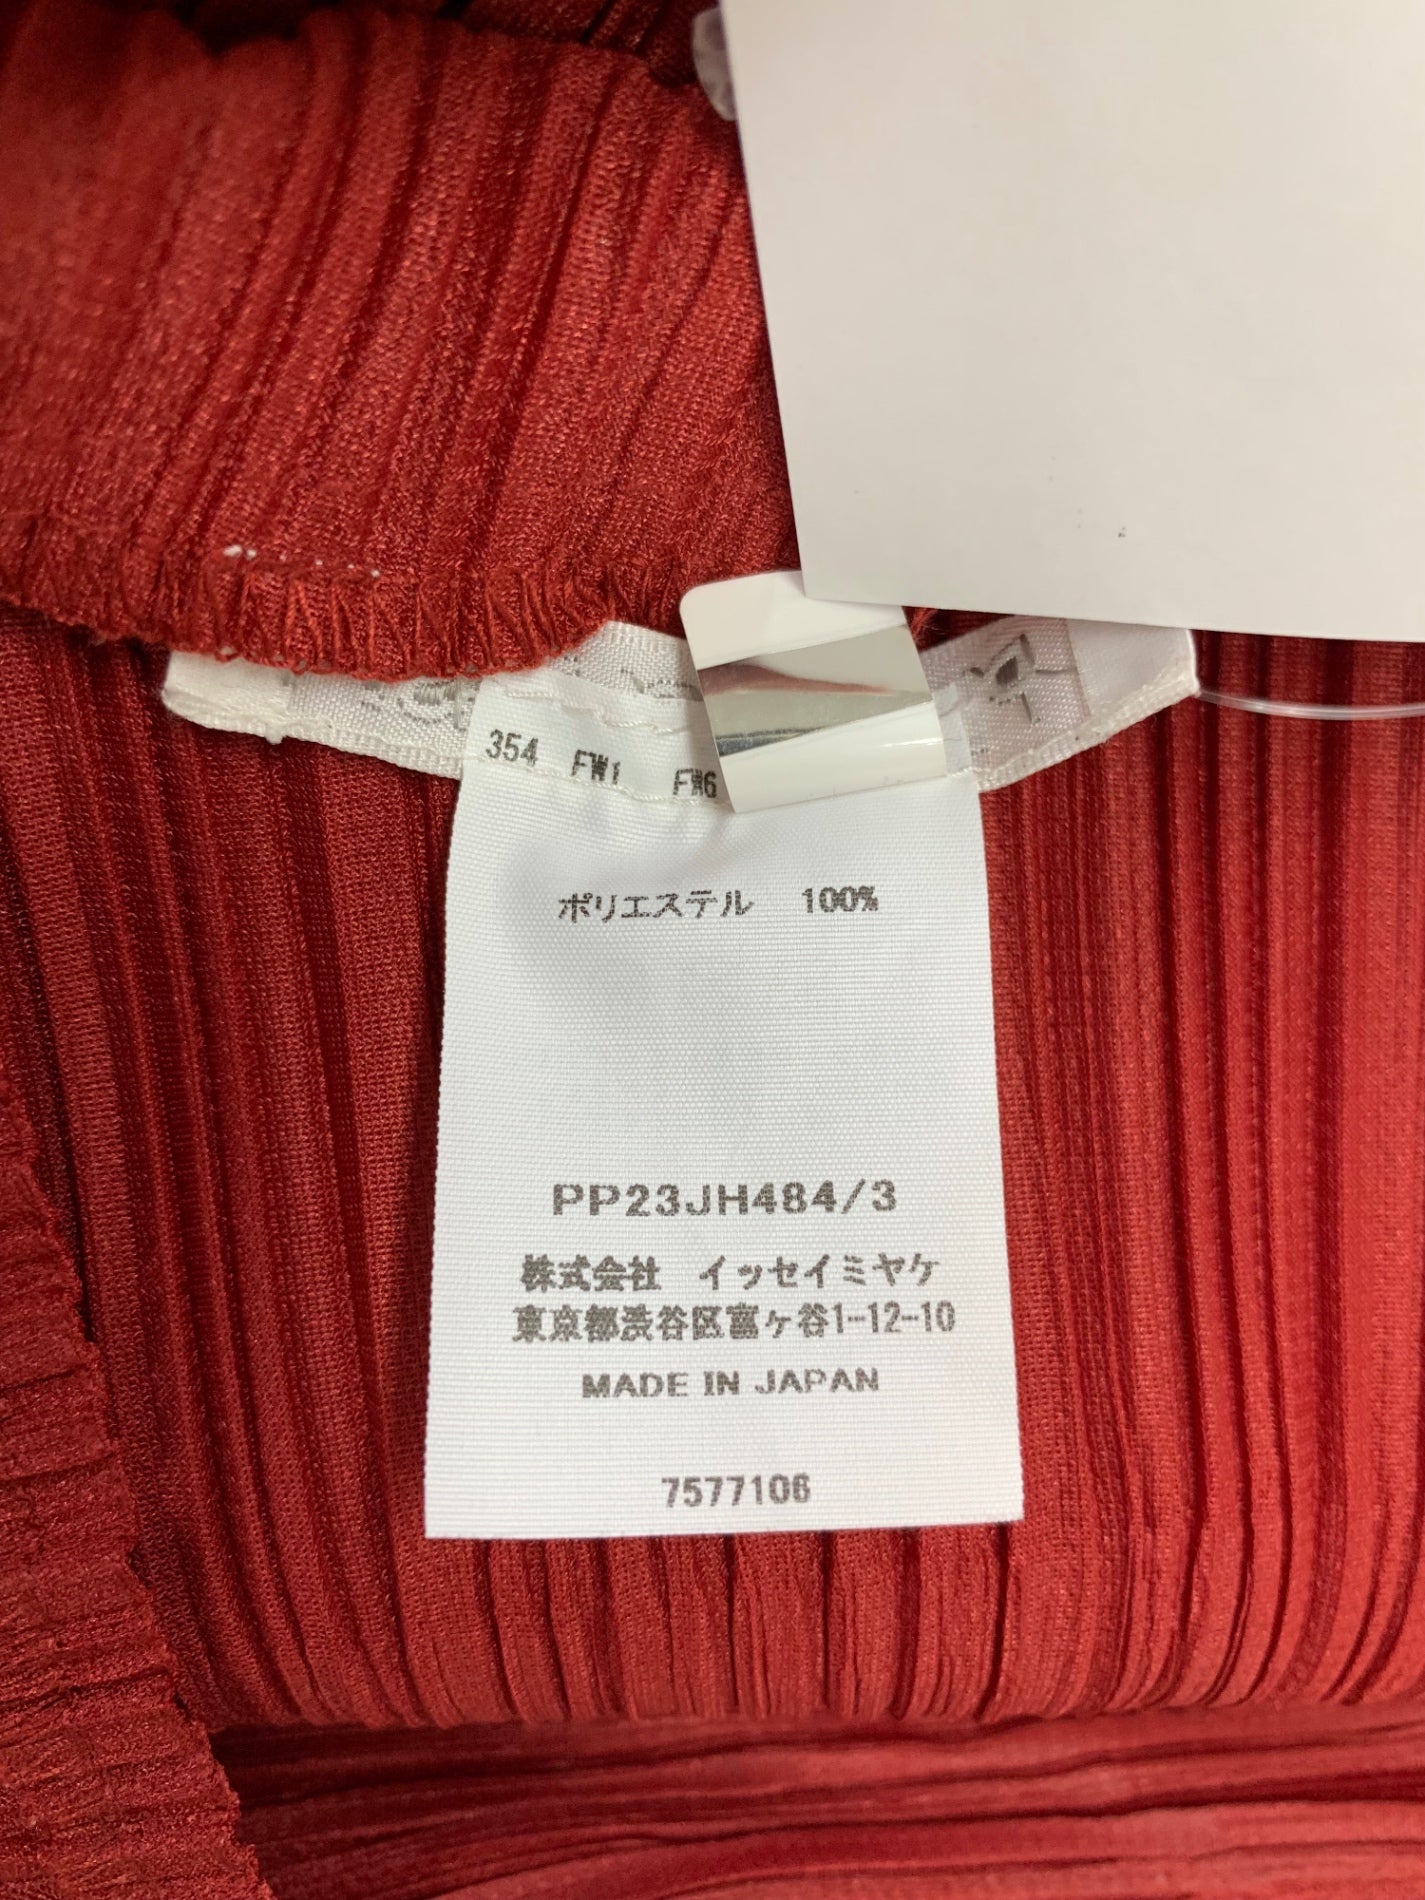 354 FW1 FW6
ポリエステル 100%
PP23JH484/3
株式会社 イッセイミヤケ
東京都渋谷区富ヶ谷1-12-10
MADE IN JAPAN
7577106